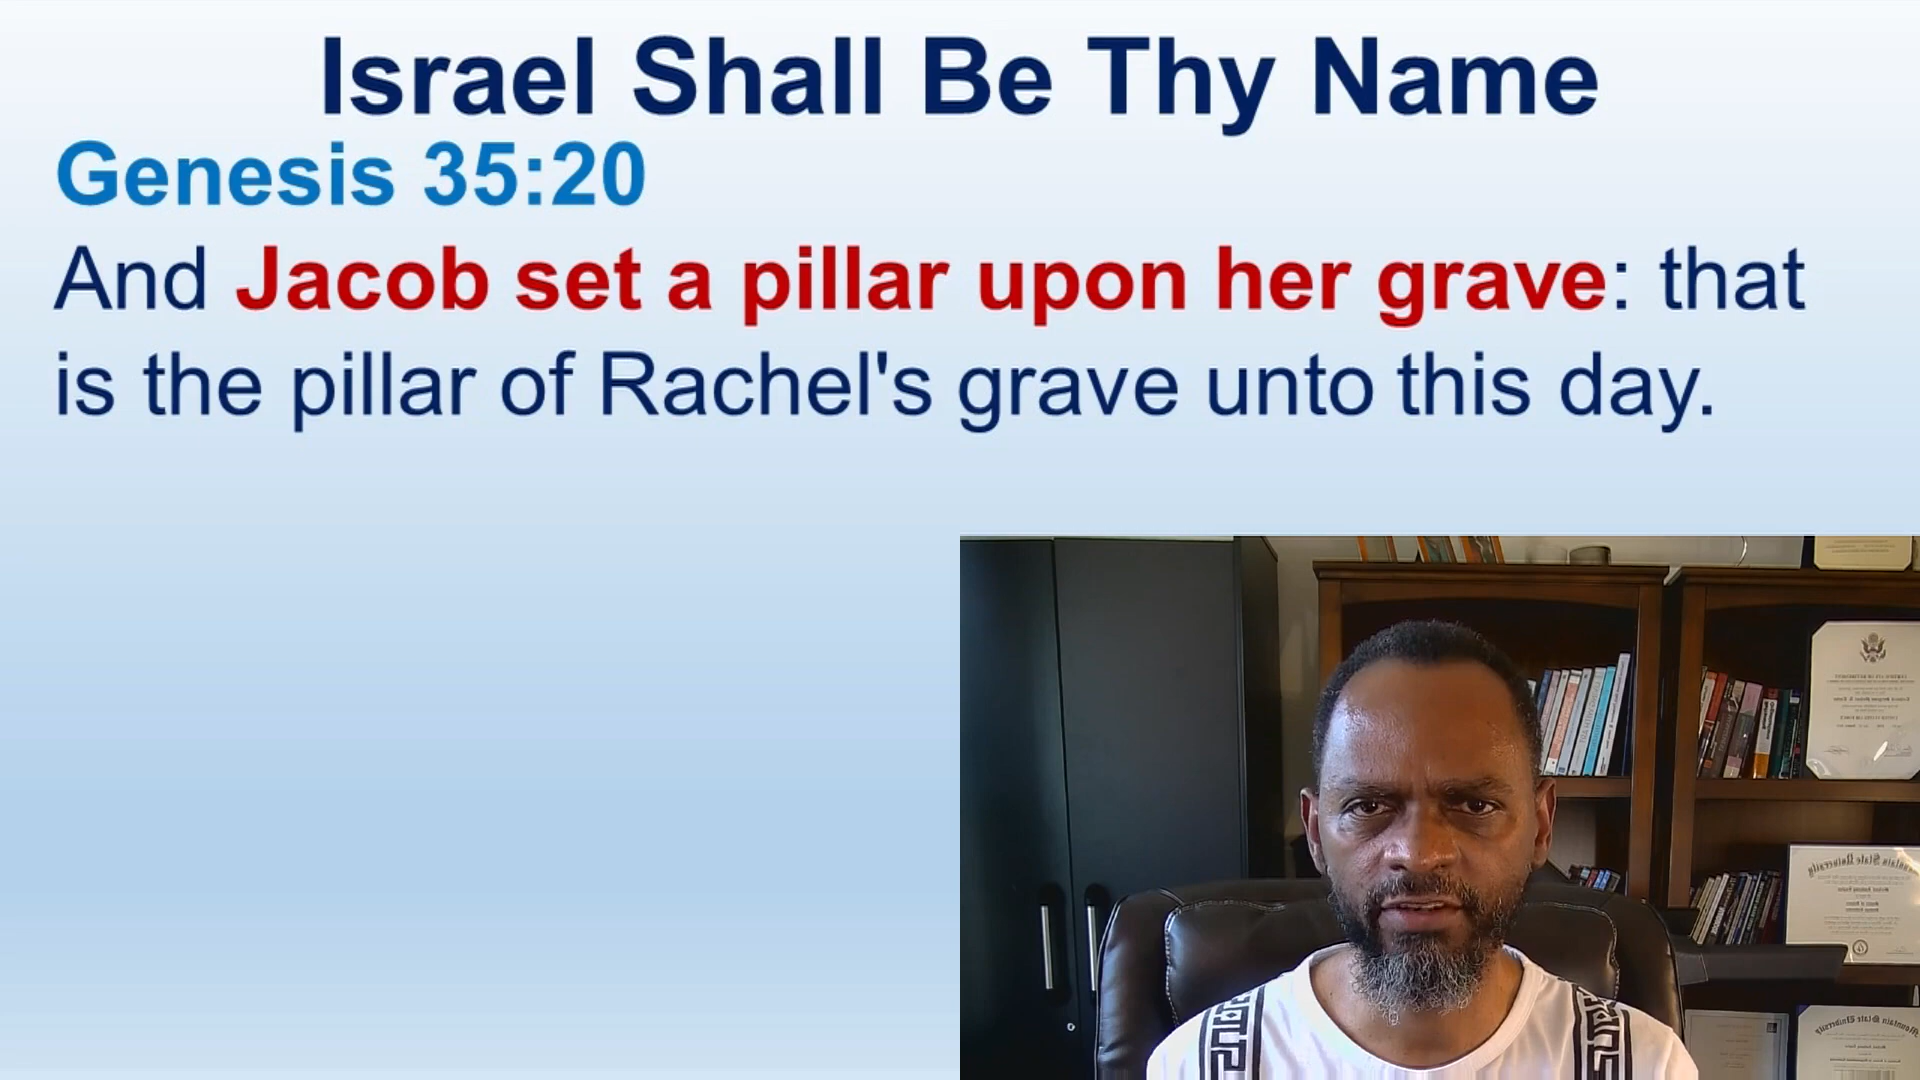 Israel Shall Be Thy Name
Genesis 35:20
And Jacob set a pillar upon her grave: that
is the pillar of Rachel's grave unto this day.